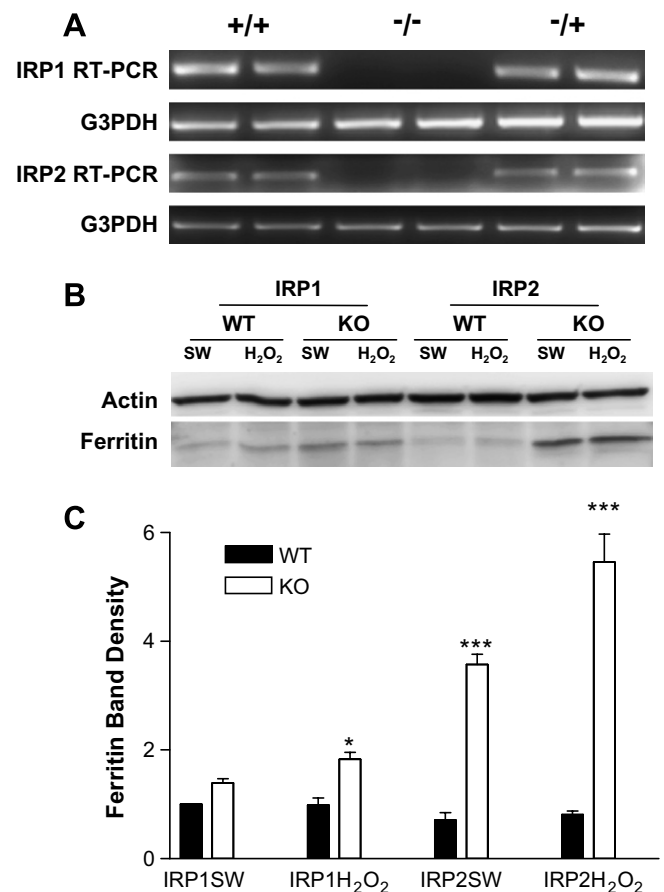 A
+/+ -/- -/+
IRP1 RT-PCR
G3PDH
IRP2 RT-PCR
G3PDH
B
IRP1 IRP2
WT KO WT KO
SW H₂O₂ SW H₂O₂ SW H₂O₂ SW H₂O₂
Actin
Ferritin
C
Ferritin Band Density
6
4
2
0
WT
KO
*
***
***
IRP1SW IRP1H₂O₂ IRP2SW IRP2H₂O₂